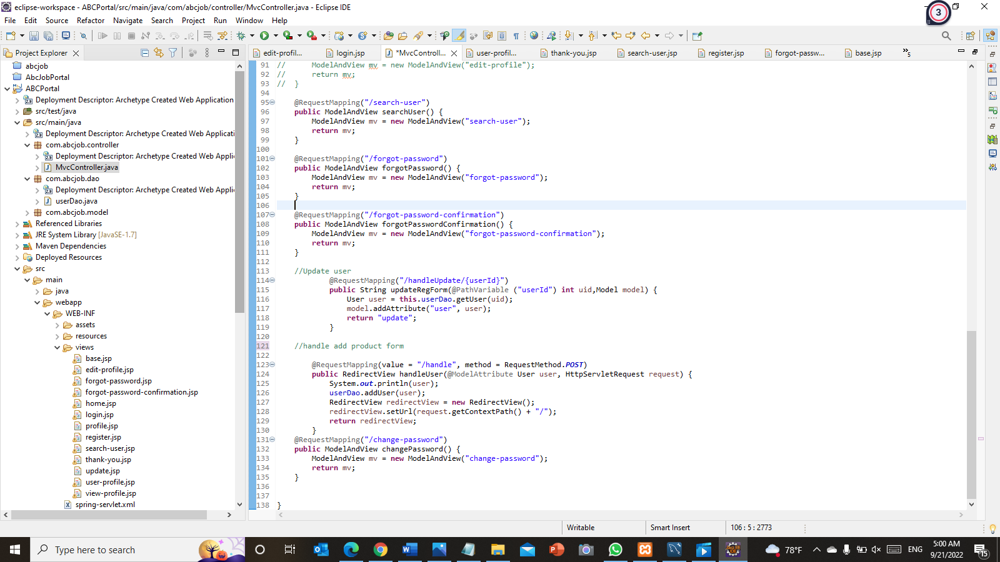 eclipse-workspace - ABCPortal/src/main/java/com/abcjob/controller/MvcController.java - Eclipse IDE
3
File Edit Source Refactor Navigate Search Project Run Window Help
Project Explorer
edit-profil... login.jsp *MvcControll... user-profil... thank-you.jsp search-user.jsp register.jsp forgot-passw... base.jsp »5
abcjob
AbcJobPortal
ABCPortal
Deployment Descriptor: Archetype Created Web Application
src/test/java
src/main/java
Deployment Descriptor: Archetype Created Web Applicati
com.abcjob.controller
Deployment Descriptor: Archetype Created Web Applic
MvcController.java
com.abcjob.dao
Deployment Descriptor: Archetype Created Web Applic
userDao.java
com.abcjob.model
Referenced Libraries
JRE System Library [JavaSE-1.7]
Maven Dependencies
Deployed Resources
src
main
java
webapp
WEB-INF
assets
resources
views
base.jsp
edit-profile.jsp
forgot-password.jsp
forgot-password-confirmation.jsp
home.jsp
login.jsp
profile.jsp
register.jsp
search-user.jsp
thank-you.jsp
update.jsp
user-profile.jsp
view-profile.jsp
spring-servlet.xml
91 //      ModelAndView mv = new ModelAndView("edit-profile");
92 //      return mv;
93 //  }
94
95     @RequestMapping("/search-user")
96     public ModelAndView searchUser() {
97         ModelAndView mv = new ModelAndView("search-user");
98         return mv;
99     }
100
101     @RequestMapping("/forgot-password")
102     public ModelAndView forgotPassword() {
103         ModelAndView mv = new ModelAndView("forgot-password");
104         return mv;
105     }
106
107     @RequestMapping("/forgot-password-confirmation")
108     public ModelAndView forgotPasswordConfirmation() {
109         ModelAndView mv = new ModelAndView("forgot-password-confirmation");
110         return mv;
111     }
112
113     //Update user
114             @RequestMapping("/handleUpdate/{userId}")
115             public String updateRegForm(@PathVariable ("userId") int uid,Model model) {
116                 User user = this.userDao.getUser(uid);
117                 model.addAttribute("user", user);
118                 return "update";
119             }
120
121     //handle add product form
122
123         @RequestMapping(value = "/handle", method = RequestMethod.POST)
124         public RedirectView handleUser(@ModelAttribute User user, HttpServletRequest request) {
125             System.out.println(user);
126             userDao.addUser(user);
127             RedirectView redirectView = new RedirectView();
128             redirectView.setUrl(request.getContextPath() + "/");
129             return redirectView;
130         }
131     @RequestMapping("/change-password")
132     public ModelAndView changePassword() {
133         ModelAndView mv = new ModelAndView("change-password");
134         return mv;
135     }
136
137
138 }
Writable Smart Insert 106 : 5 : 2773
Type here to search
78°F ENG 5:00 AM
9/21/2022 15